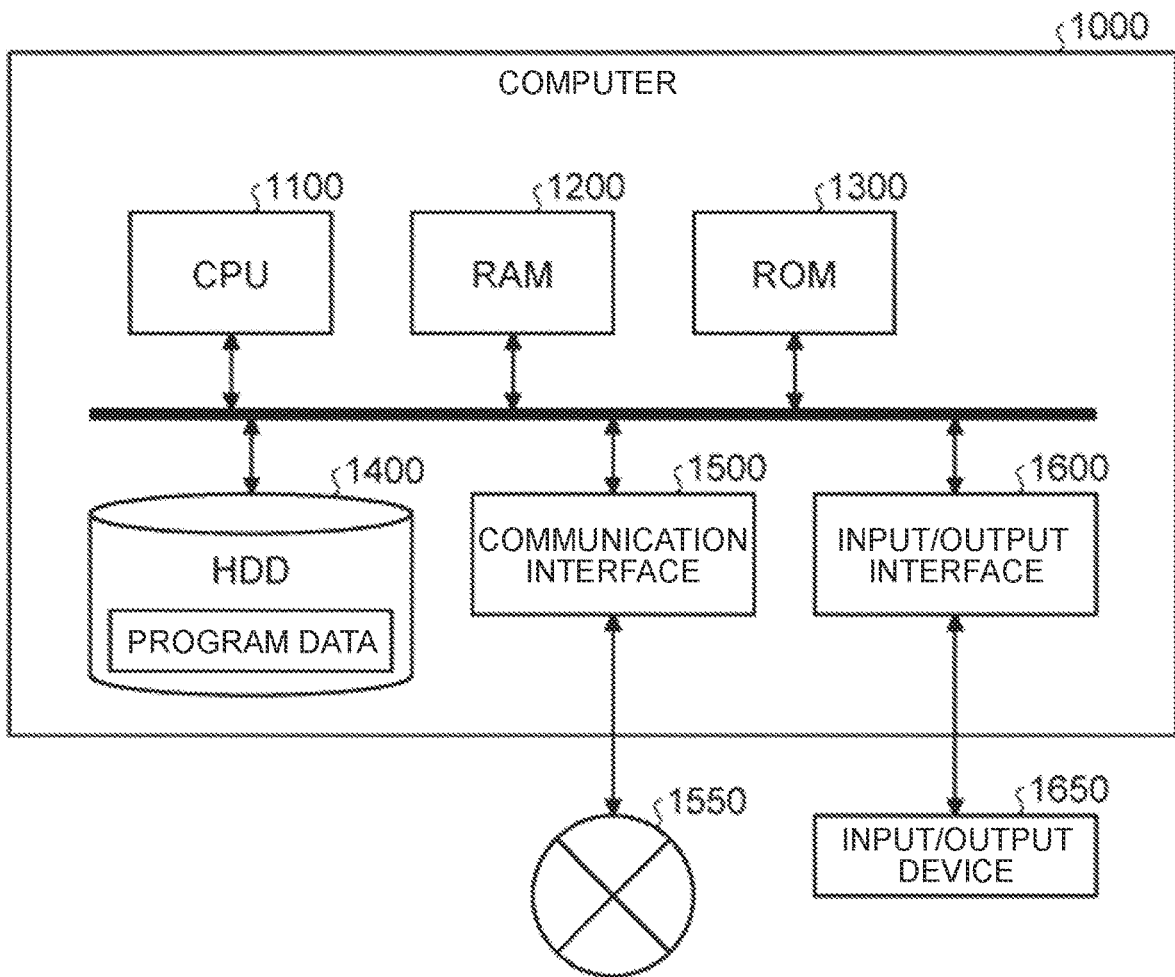 1000
COMPUTER
1100
1200
1300
CPU
RAM
ROM
1400
1500
1600
HDD
PROGRAM DATA
COMMUNICATION
INTERFACE
INPUT/OUTPUT
INTERFACE
1550
1650
INPUT/OUTPUT
DEVICE